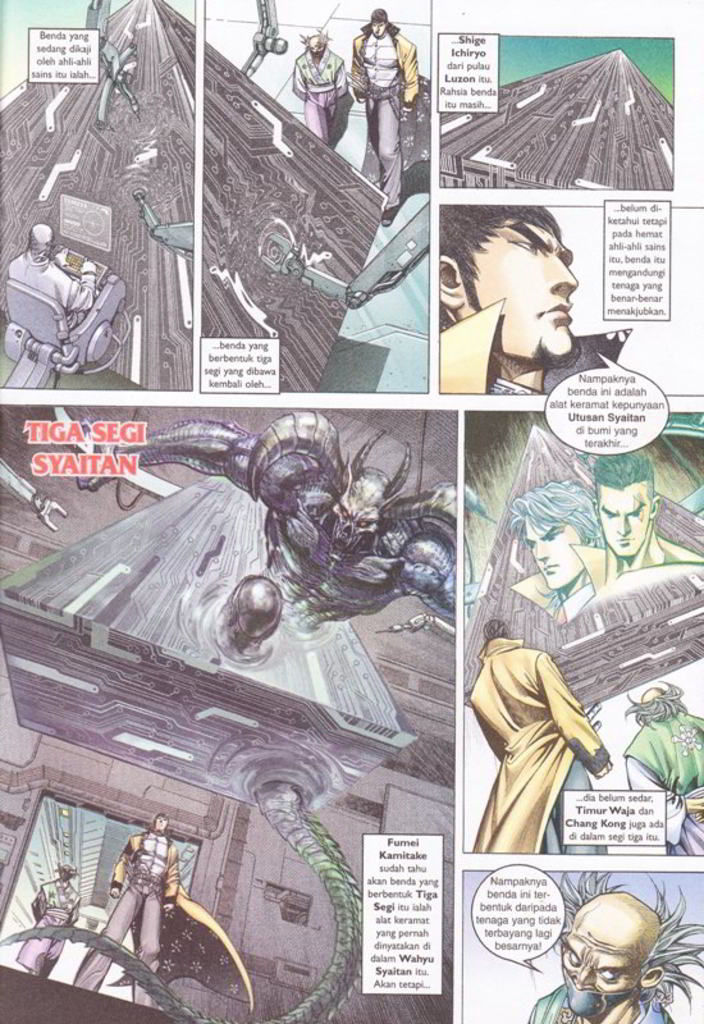 Benda yang
sedang dikaji
oleh ahli-ahli
sains itu ialah...
...benda yang
berbentuk tiga
segi yang dibawa
kembali oleh...
...Shige
Ichiryo
dari pulau
Luzon itu.
Rahsia benda
itu masih...
...belum di-
ketahui tetapi
pada hemat
ahli-ahli sains
itu, benda itu
mengandungi
tenaga yang
benar-benar
menakjubkan.
Nampaknya
benda ini adalah
alat keramat kepunyaan
Utusan Syaitan
di bumi yang
terakhir...
TIGA SEGI
SYAITAN
Fumei
Kamitake
sudah tahu
akan benda yang
berbentuk Tiga
Segi itu ialah
alat keramat
yang pernah
dinyatakan di
dalam Wahyu
Syaitan itu.
Akan tetapi...
...dia belum sedar,
Timur Waja dan
Chang Kong juga ada
di dalam segi tiga itu.
Nampaknya
benda ini ter-
bentuk daripada
tenaga yang tidak
terbayang lagi
besarnya!